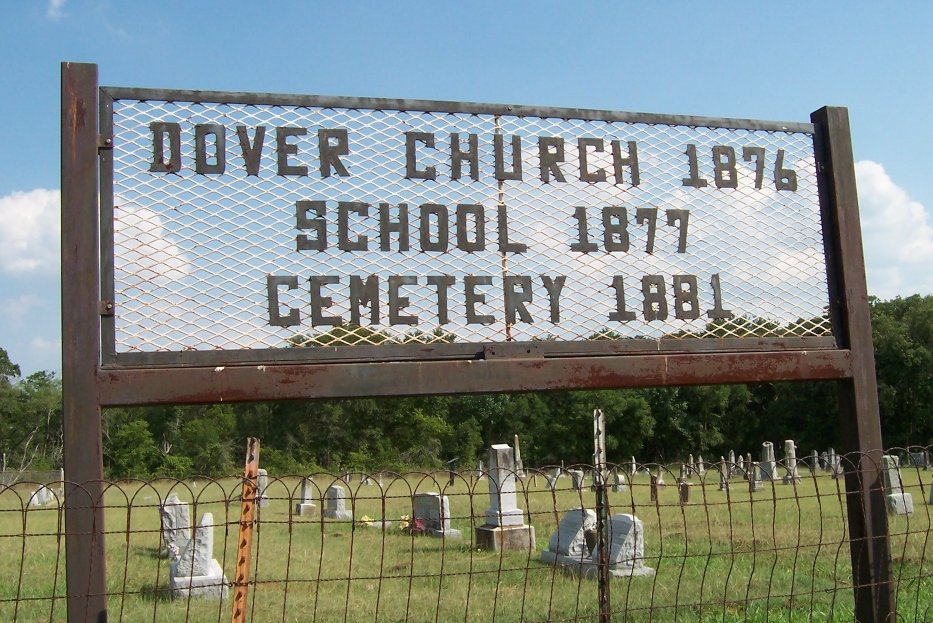 DOVER CHURCH 1876
SCHOOL 1877
CEMETERY 1881